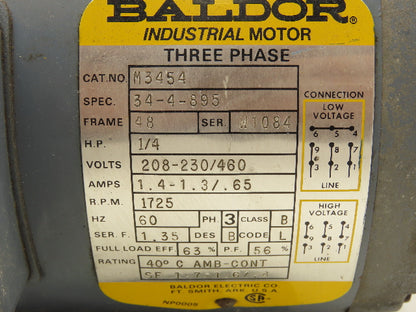 BALDOR®
INDUSTRIAL MOTOR
THREE PHASE
CAT.NO. M3454
SPEC. 34-4-895
FRAME 48 SER. W1084
H.P. 1/4
VOLTS 208-230/460
AMPS 1.4-1.3/.65
R.P.M. 1725
HZ 60 PH 3 CLASS B
SER.F. 1.35 DES B CODE L
FULL LOAD EFF 63 % P.F. 56 %
RATING 40° C AMB-CONT
BALDOR ELECTRIC CO.
FT. SMITH, ARK. U.S.A
NP0005
CONNECTION
LOW
VOLTAGE
6 5 4
9 8 7
3 2 1
LINE
HIGH
VOLTAGE
6 4 5
9 7 8
3 1 2
LINE